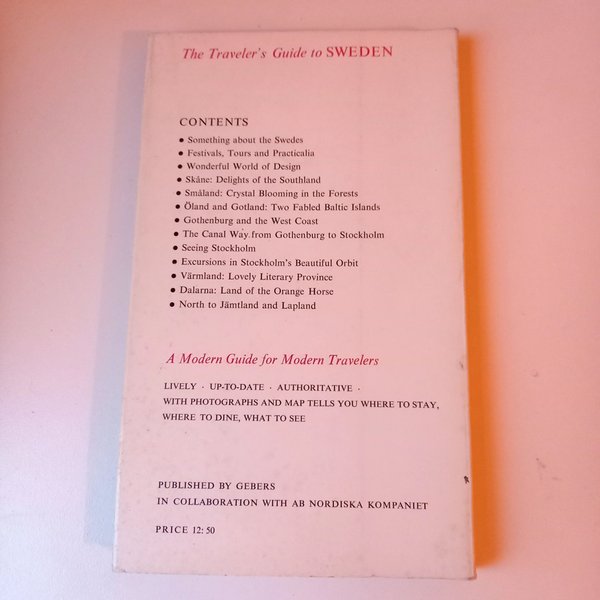 The Traveler's Guide to SWEDEN
CONTENTS
• Something about the Swedes
• Festivals, Tours and Practicalia
• Wonderful World of Design
• Skåne: Delights of the Southland
• Småland: Crystal Blooming in the Forests
• Öland and Gotland: Two Fabled Baltic Islands
• Gothenburg and the West Coast
• The Canal Way from Gothenburg to Stockholm
• Seeing Stockholm
• Excursions in Stockholm's Beautiful Orbit
• Värmland: Lovely Literary Province
• Dalarna: Land of the Orange Horse
• North to Jämtland and Lapland
A Modern Guide for Modern Travelers
LIVELY · UP-TO-DATE · AUTHORITATIVE ·
WITH PHOTOGRAPHS AND MAP TELLS YOU WHERE TO STAY,
WHERE TO DINE, WHAT TO SEE
PUBLISHED BY GEBERS
IN COLLABORATION WITH AB NORDISKA KOMPANIET
PRICE 12:50